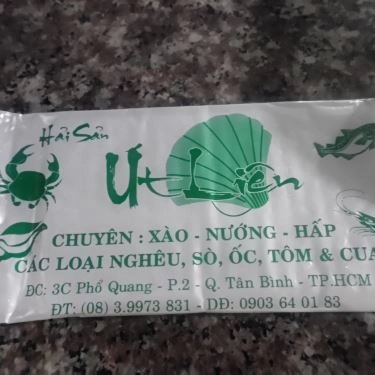 Hải Sản
Út Liên
CHUYÊN : XÀO - NƯỚNG - HẤP
CÁC LOẠI NGHÊU, SÒ, ỐC, TÔM & CUA
ĐC: 3C Phổ Quang - P.2 - Q. Tân Bình - TP.HCM
ĐT: (08) 3.9973 831 - DĐ: 0903 64 01 83